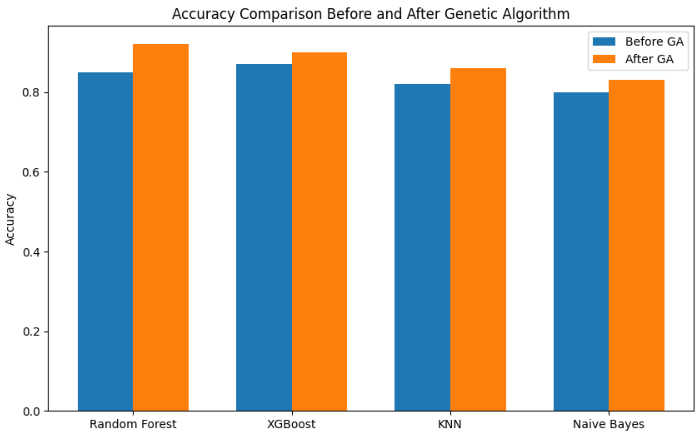 Accuracy Comparison Before and After Genetic Algorithm
Before GA
After GA
0.8
0.6
0.4
0.2
0.0
Accuracy
Random Forest
XGBoost
KNN
Naive Bayes